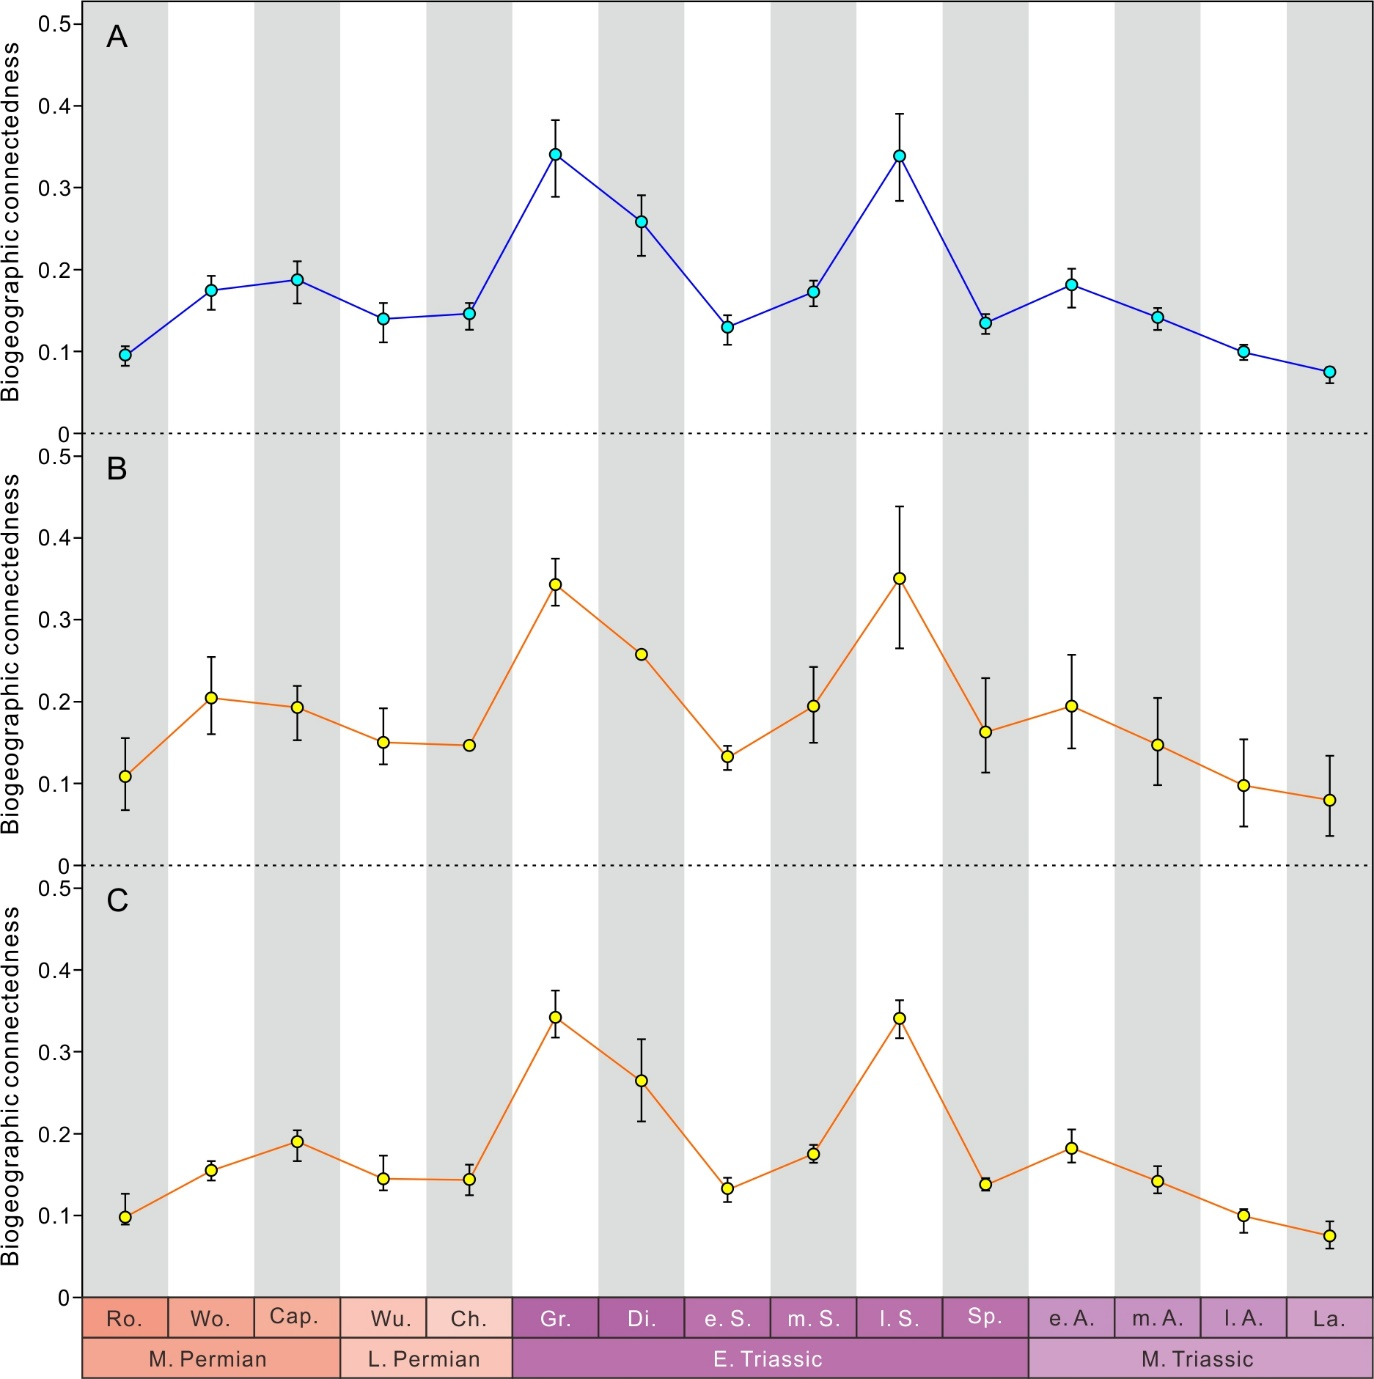 A
Biogeographic connectedness
0.5
0.4
0.3
0.2
0.1
0
B
Biogeographic connectedness
0.5
0.4
0.3
0.2
0.1
0
C
Biogeographic connectedness
0.5
0.4
0.3
0.2
0.1
0
Ro. Wo. Cap. Wu. Ch. Gr. Di. e. S. m. S. l. S. Sp. e. A. m. A. l. A. La.
M. Permian L. Permian E. Triassic M. Triassic